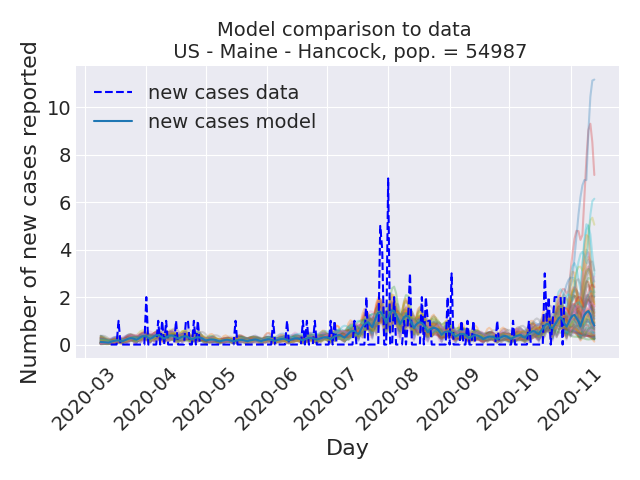 Model comparison to data
US - Maine - Hancock, pop. = 54987
new cases data
new cases model
Number of new cases reported
10
8
6
4
2
0
2020-03
2020-04
2020-05
2020-06
2020-07
2020-08
2020-09
2020-10
2020-11
Day